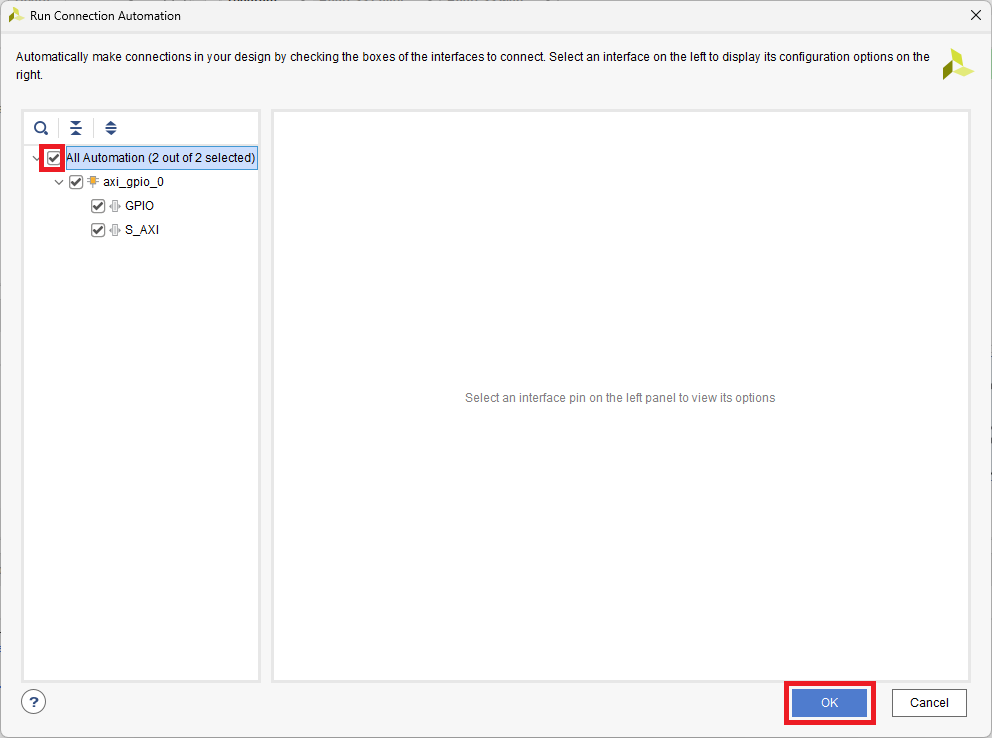 Run Connection Automation
Automatically make connections in your design by checking the boxes of the interfaces to connect. Select an interface on the left to display its configuration options on the
right.
All Automation (2 out of 2 selected)
axi_gpio_0
GPIO
S_AXI
Select an interface pin on the left panel to view its options
?
OK
Cancel